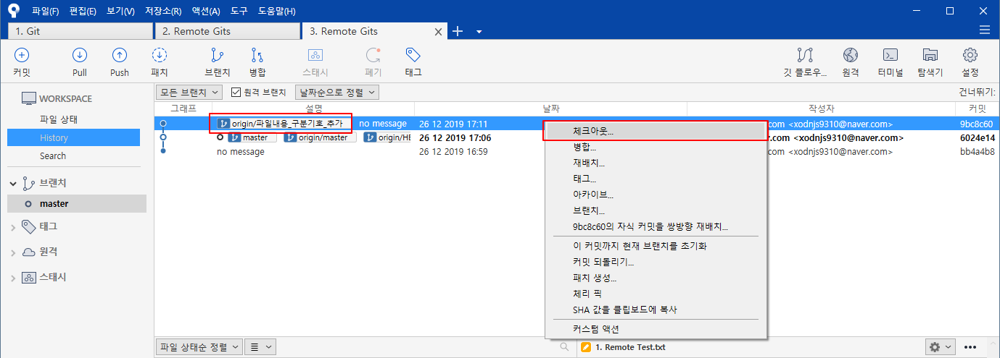 파일(F) 편집(E) 보기(V) 저장소(R) 액션(A) 도구 도움말(H)
1. Git 2. Remote Gits 3. Remote Gits
커밋 Pull Push 패치 브랜치 병합 스태시 폐기 태그 깃 플로우... 원격 터미널 탐색기 설정
WORKSPACE
파일 상태
History
Search
브랜치
master
태그
원격
스태시
모든 브랜치 원격 브랜치 날짜순으로 정렬 건너뛰기:
그래프 설명 날짜 작성자 커밋
origin/파일내용_구분기호_추가 no message 26 12 2019 17:11 com <xodnjs9310@naver.com> 9bc8c60
master origin/master origin/HE 26 12 2019 17:06 er.com <xodnjs9310@naver.com> 6024e14
no message 26 12 2019 16:59 com <xodnjs9310@naver.com> bb4a4b8
체크아웃...
병합...
재배치...
태그...
아카이브...
브랜치...
9bc8c60의 자식 커밋을 쌍방향 재배치...
이 커밋까지 현재 브랜치를 초기화
커밋 되돌리기...
패치 생성...
체리 픽
SHA 값을 클립보드에 복사
커스텀 액션
파일 상태순 정렬 1. Remote Test.txt